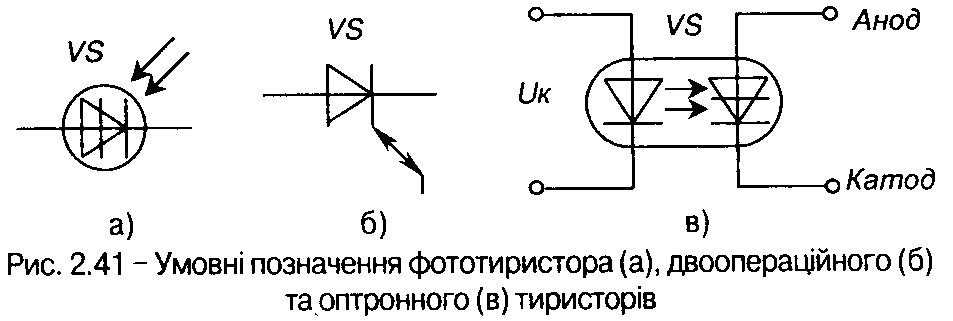 VS
VS
VS
Анод
Uк
Катод
а)
б)
в)
Рис. 2.41 – Умовні позначення фототиристора (а), двоопераційного (б)
та оптронного (в) тиристорів